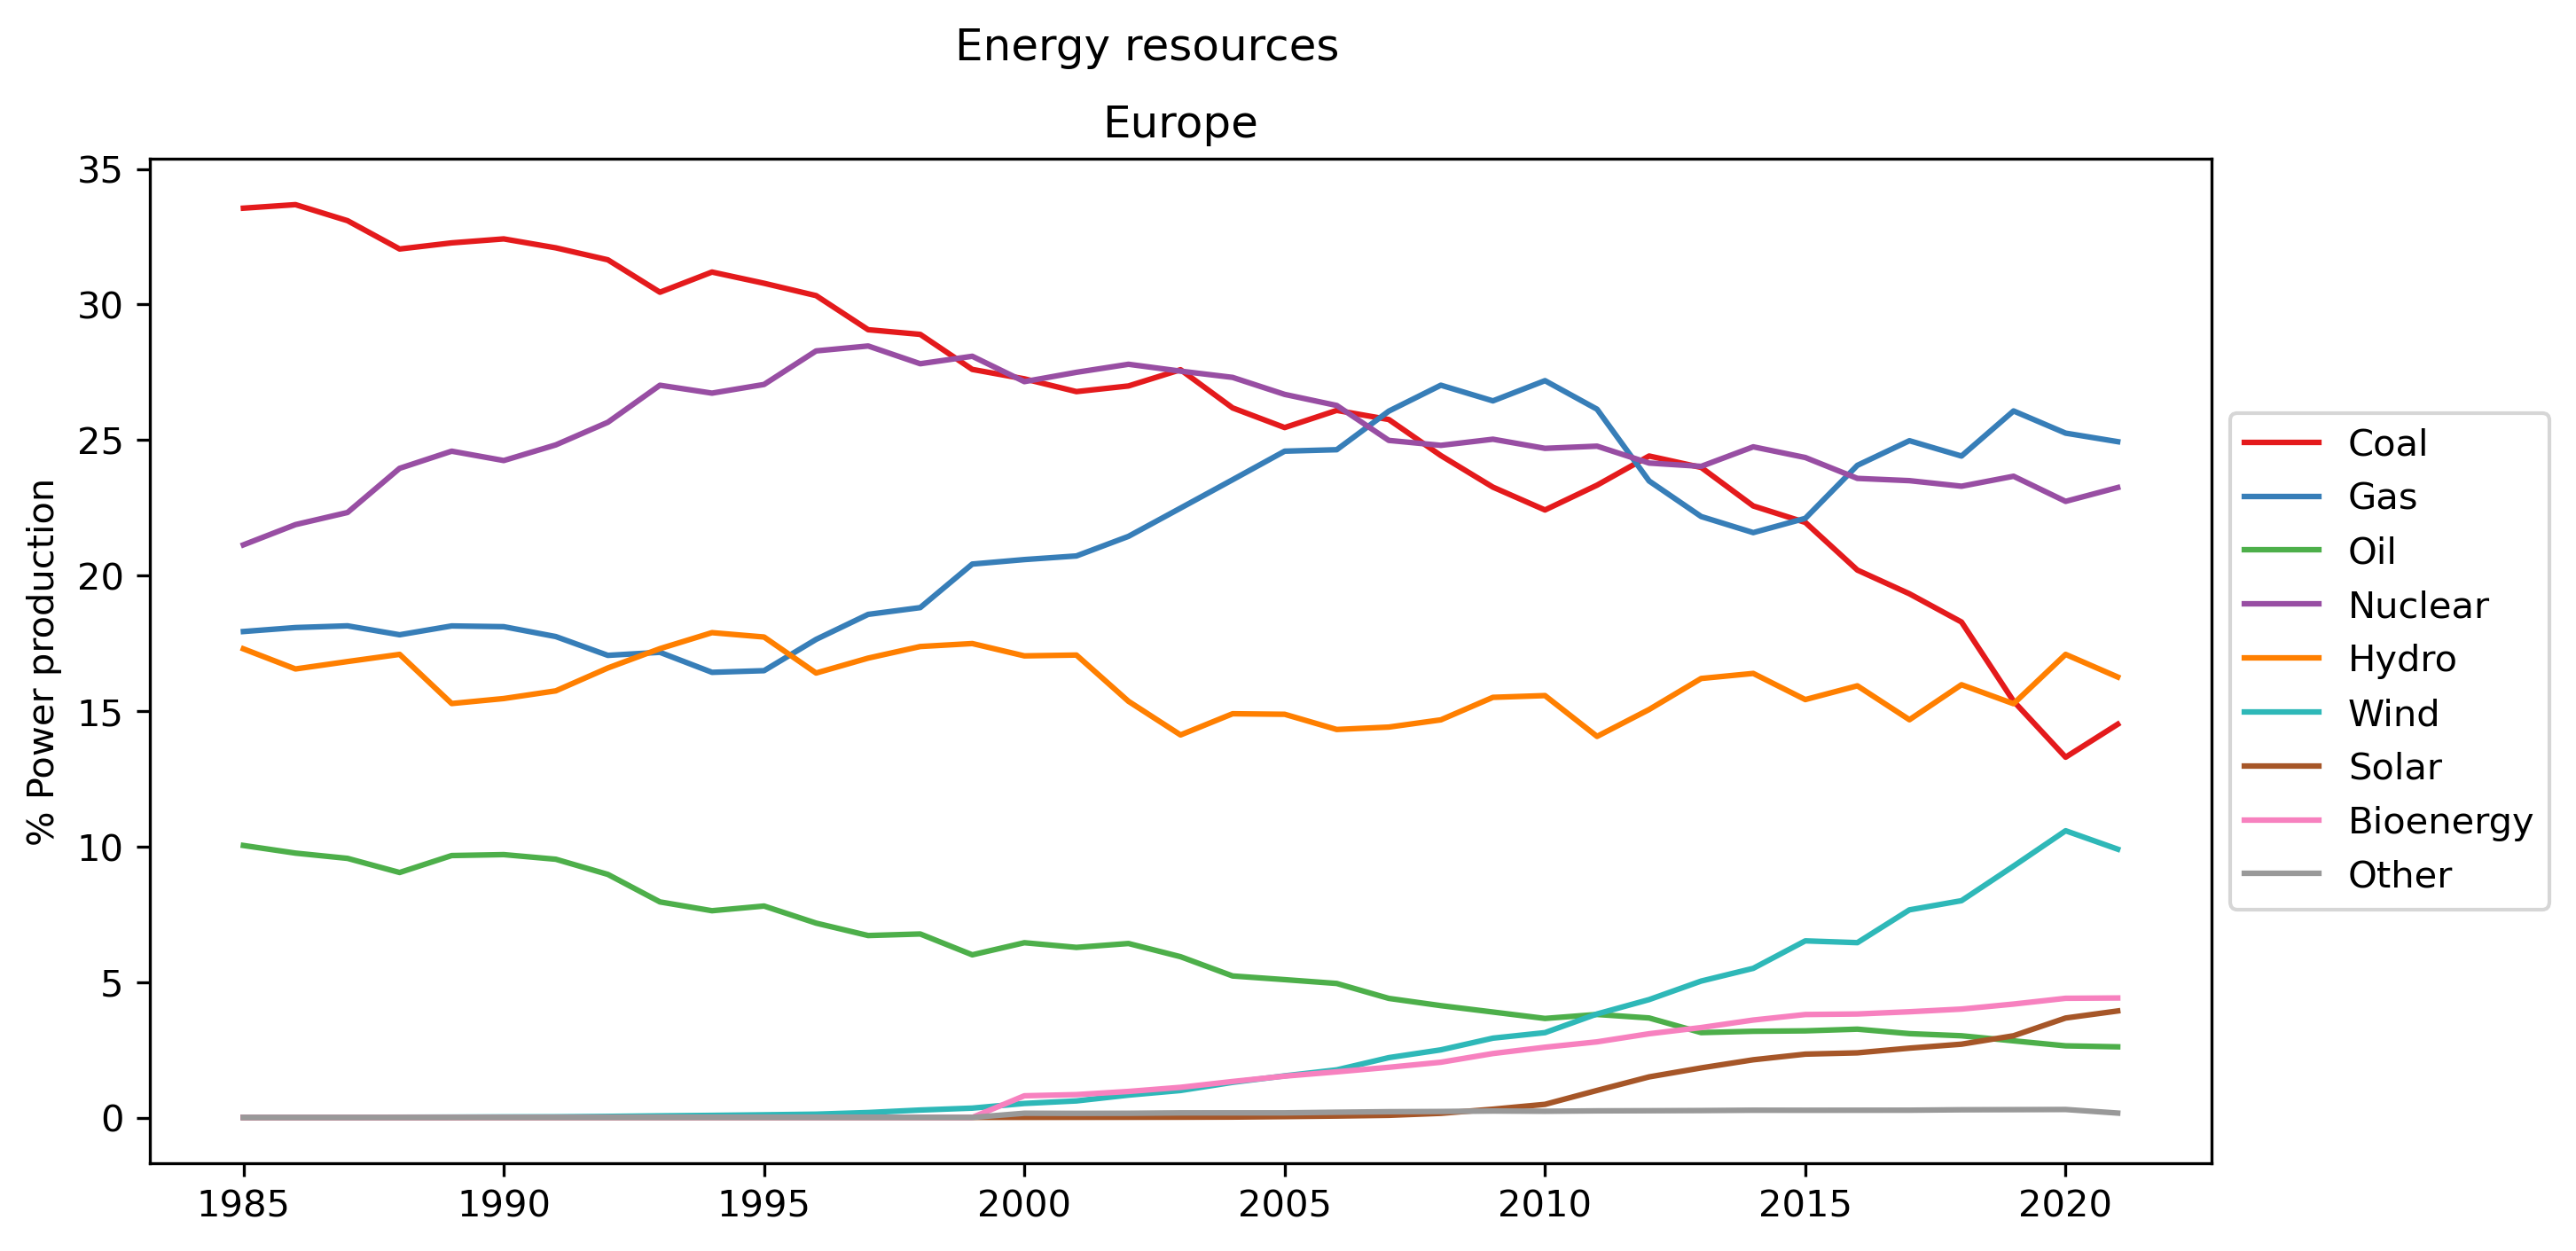 Energy resources
Europe
% Power production
35
30
25
20
15
10
5
0
1985 1990 1995 2000 2005 2010 2015 2020
Coal
Gas
Oil
Nuclear
Hydro
Wind
Solar
Bioenergy
Other